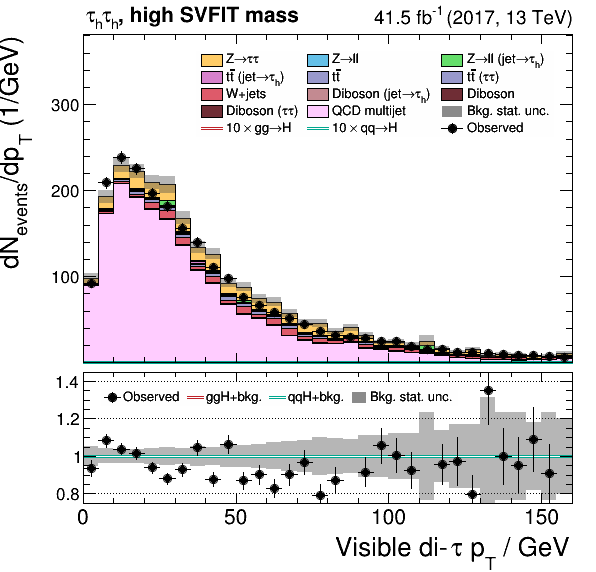 τhτh, high SVFIT mass 41.5 fb-1 (2017, 13 TeV)
dNevents/dpT (1/GeV)
Z→ττ Z→ll Z→ll (jet→τh)
tt̄ (jet→τh) tt̄ tt̄ (ττ)
W+jets Diboson (jet→τh) Diboson
Diboson (ττ) QCD multijet Bkg. stat. unc.
10 × gg→H 10 × qq→H Observed
300
200
100
1.4
Observed ggH+bkg. qqH+bkg. Bkg. stat. unc.
1.2
1
0.8
0 50 100 150
Visible di-τ pT / GeV